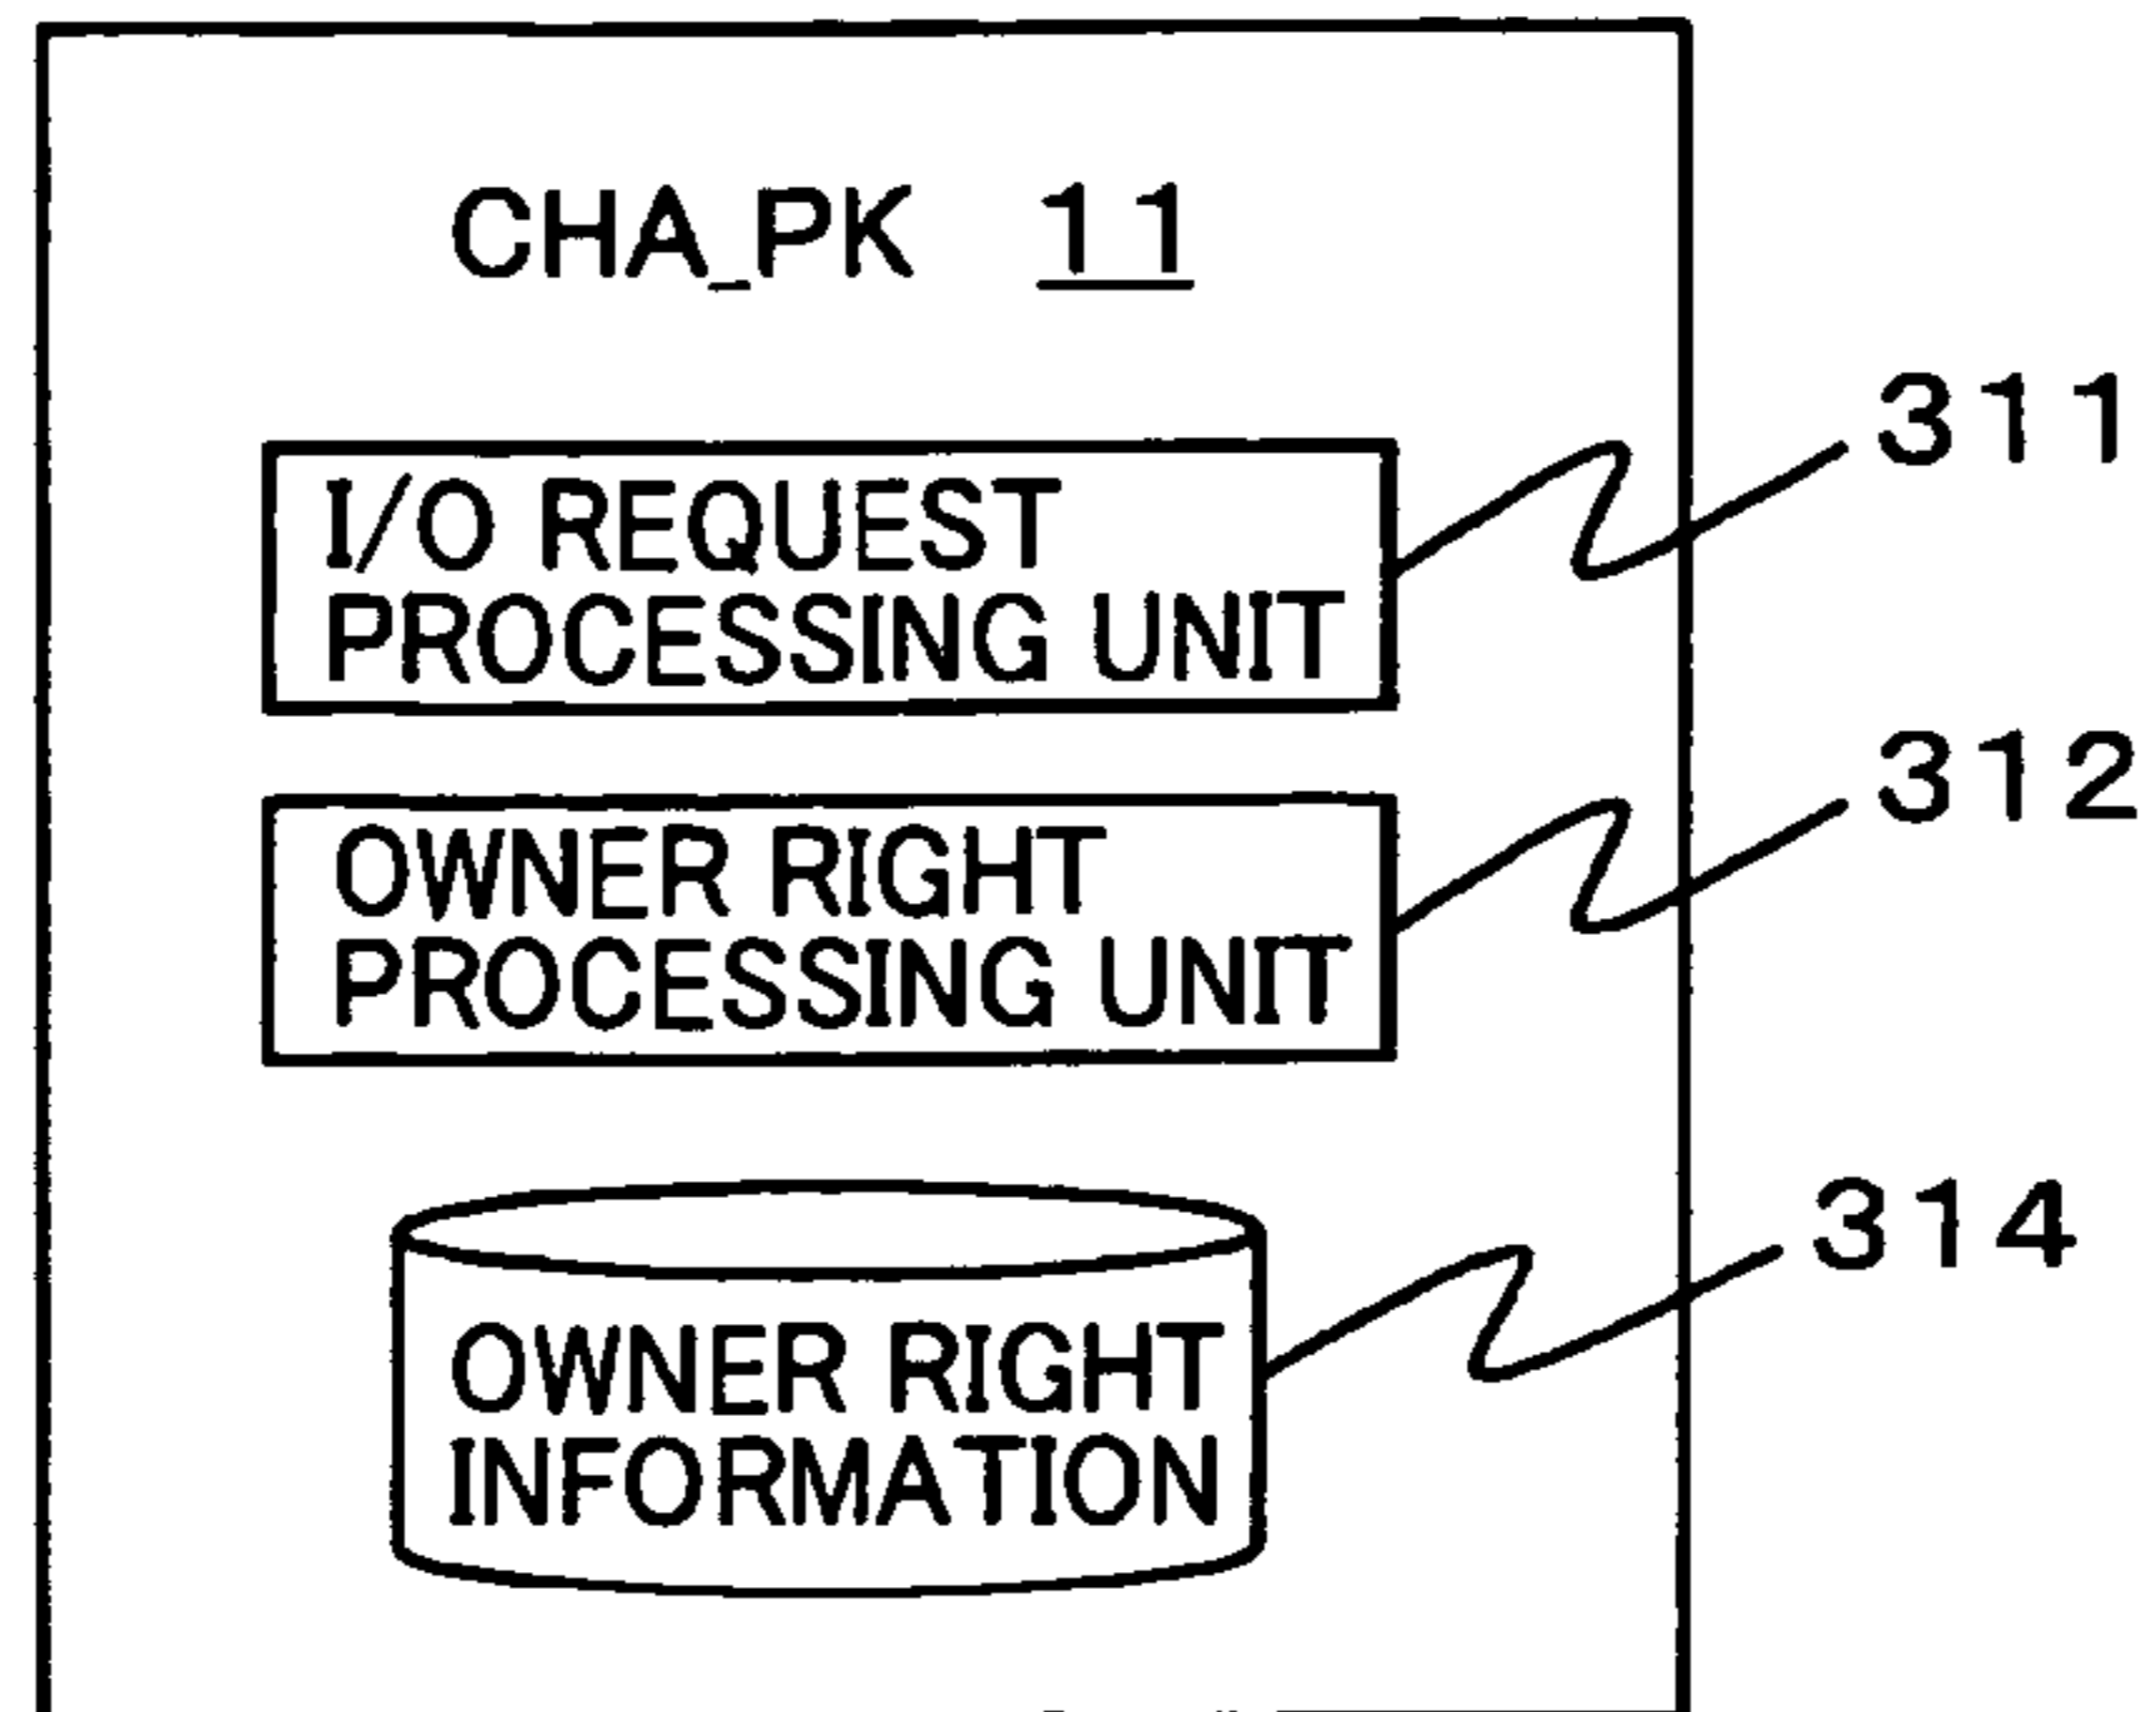 CHA_PK 11
311
I/O REQUEST
PROCESSING UNIT
312
OWNER RIGHT
PROCESSING UNIT
314
OWNER RIGHT
INFORMATION